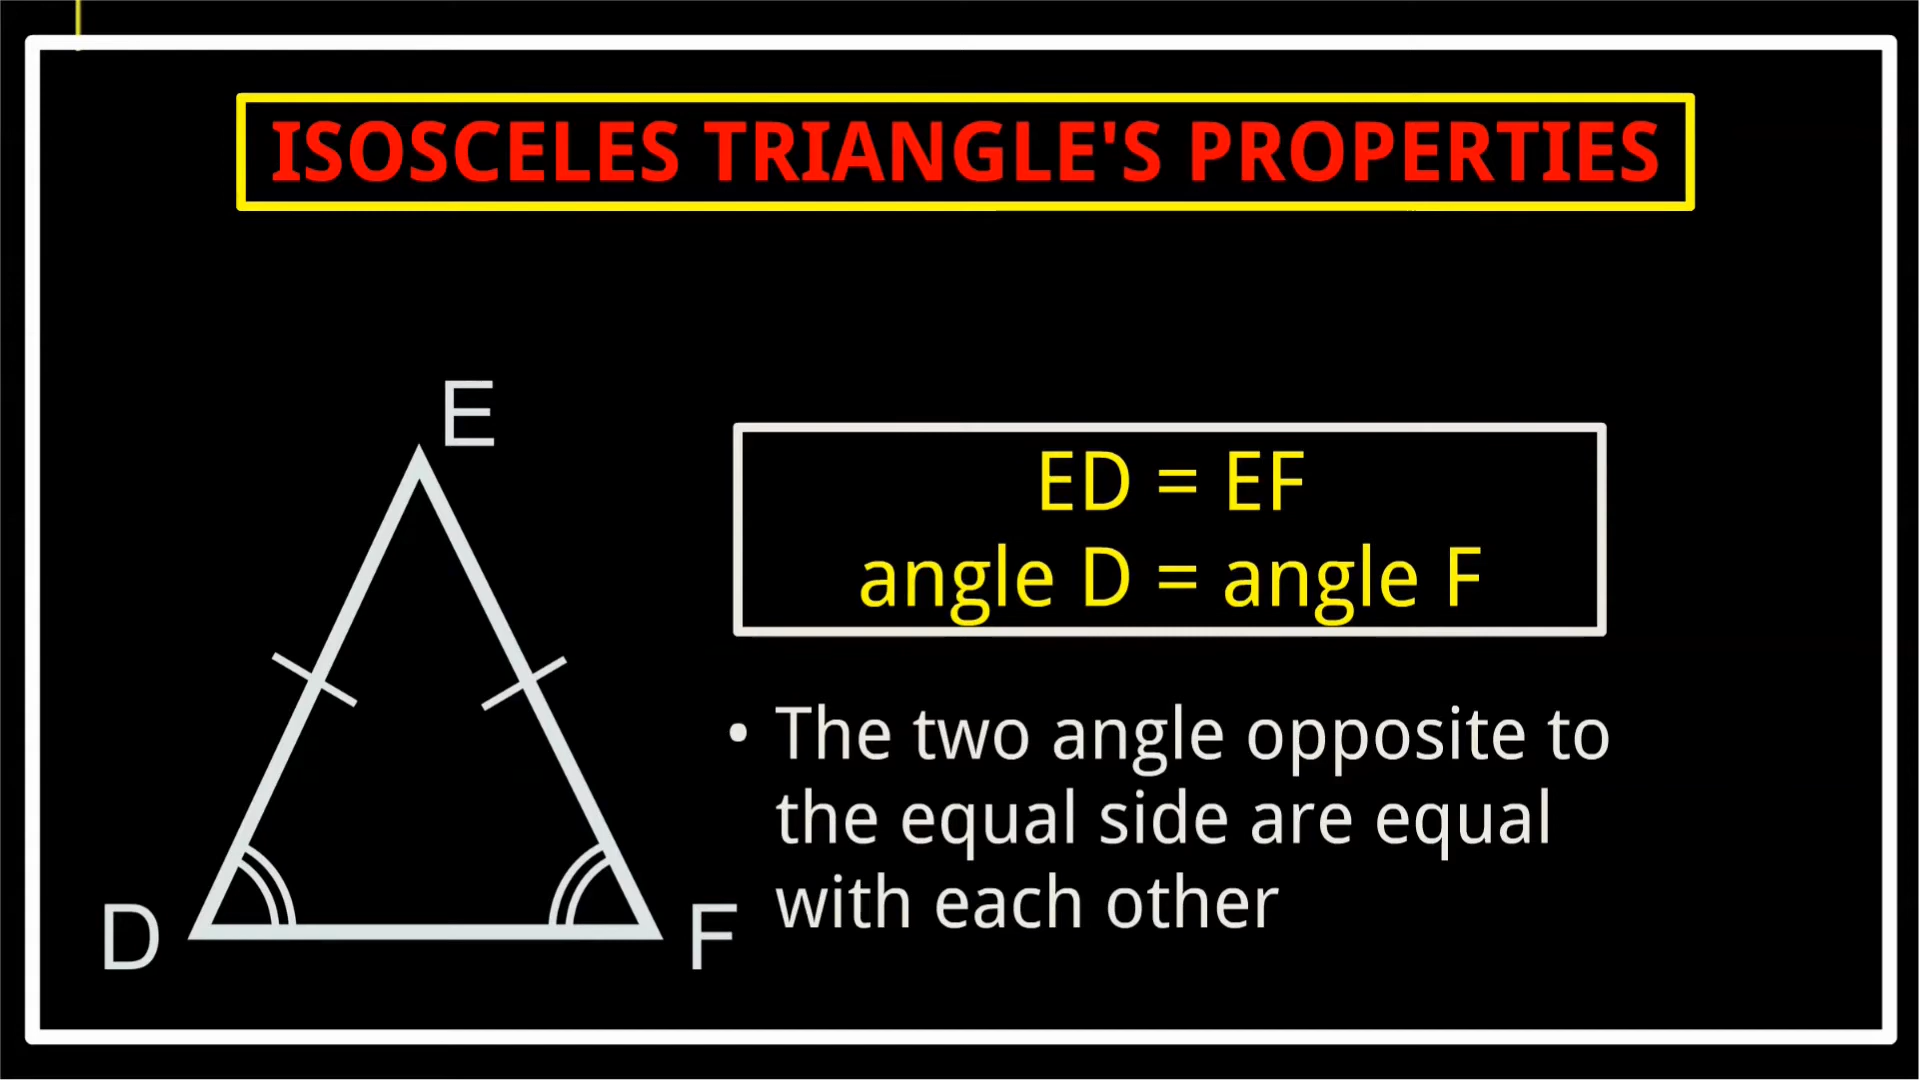 ISOSCELES TRIANGLE'S PROPERTIES
E
ED = EF
angle D = angle F
• The two angle opposite to
the equal side are equal
with each other
D
F